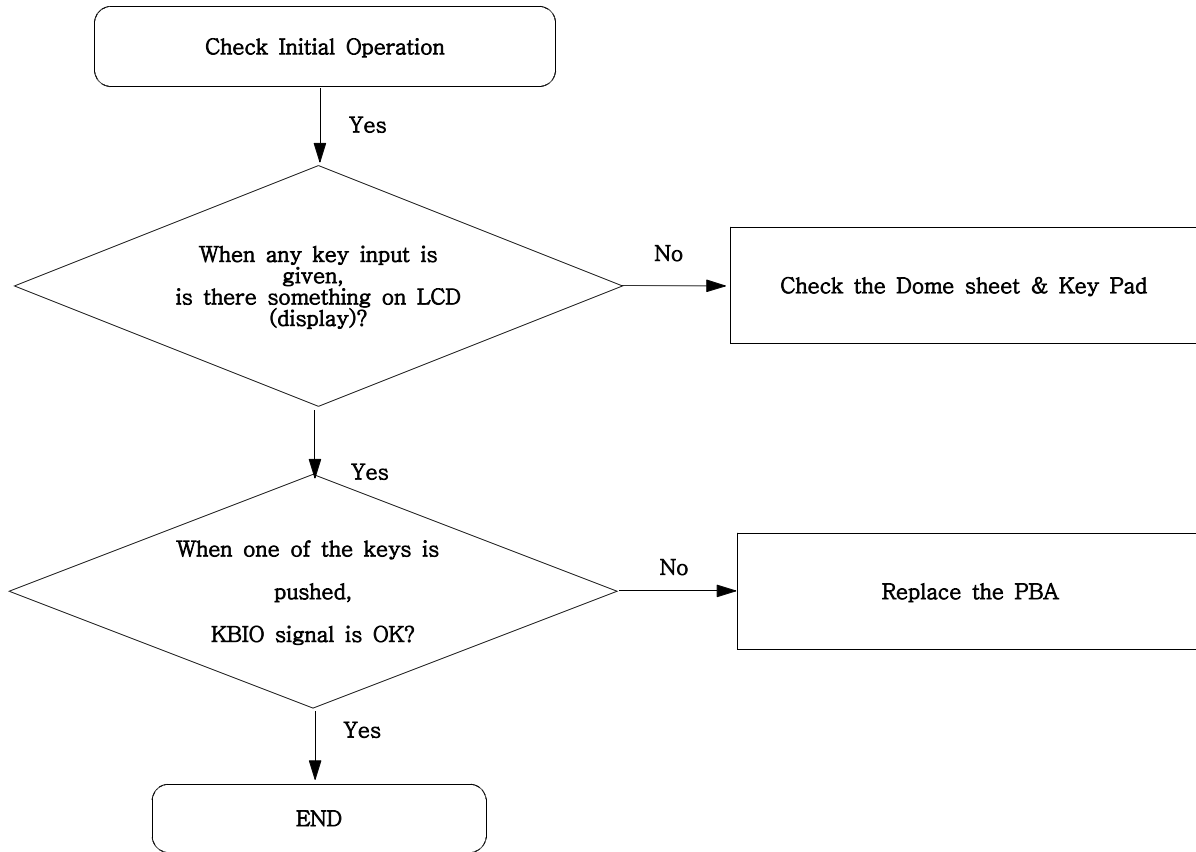 Check Initial Operation
Yes
When any key input is
given,
is there something on LCD
(display)?
No
Check the Dome sheet & Key Pad
Yes
When one of the keys is
pushed,
KBIO signal is OK?
No
Replace the PBA
Yes
END